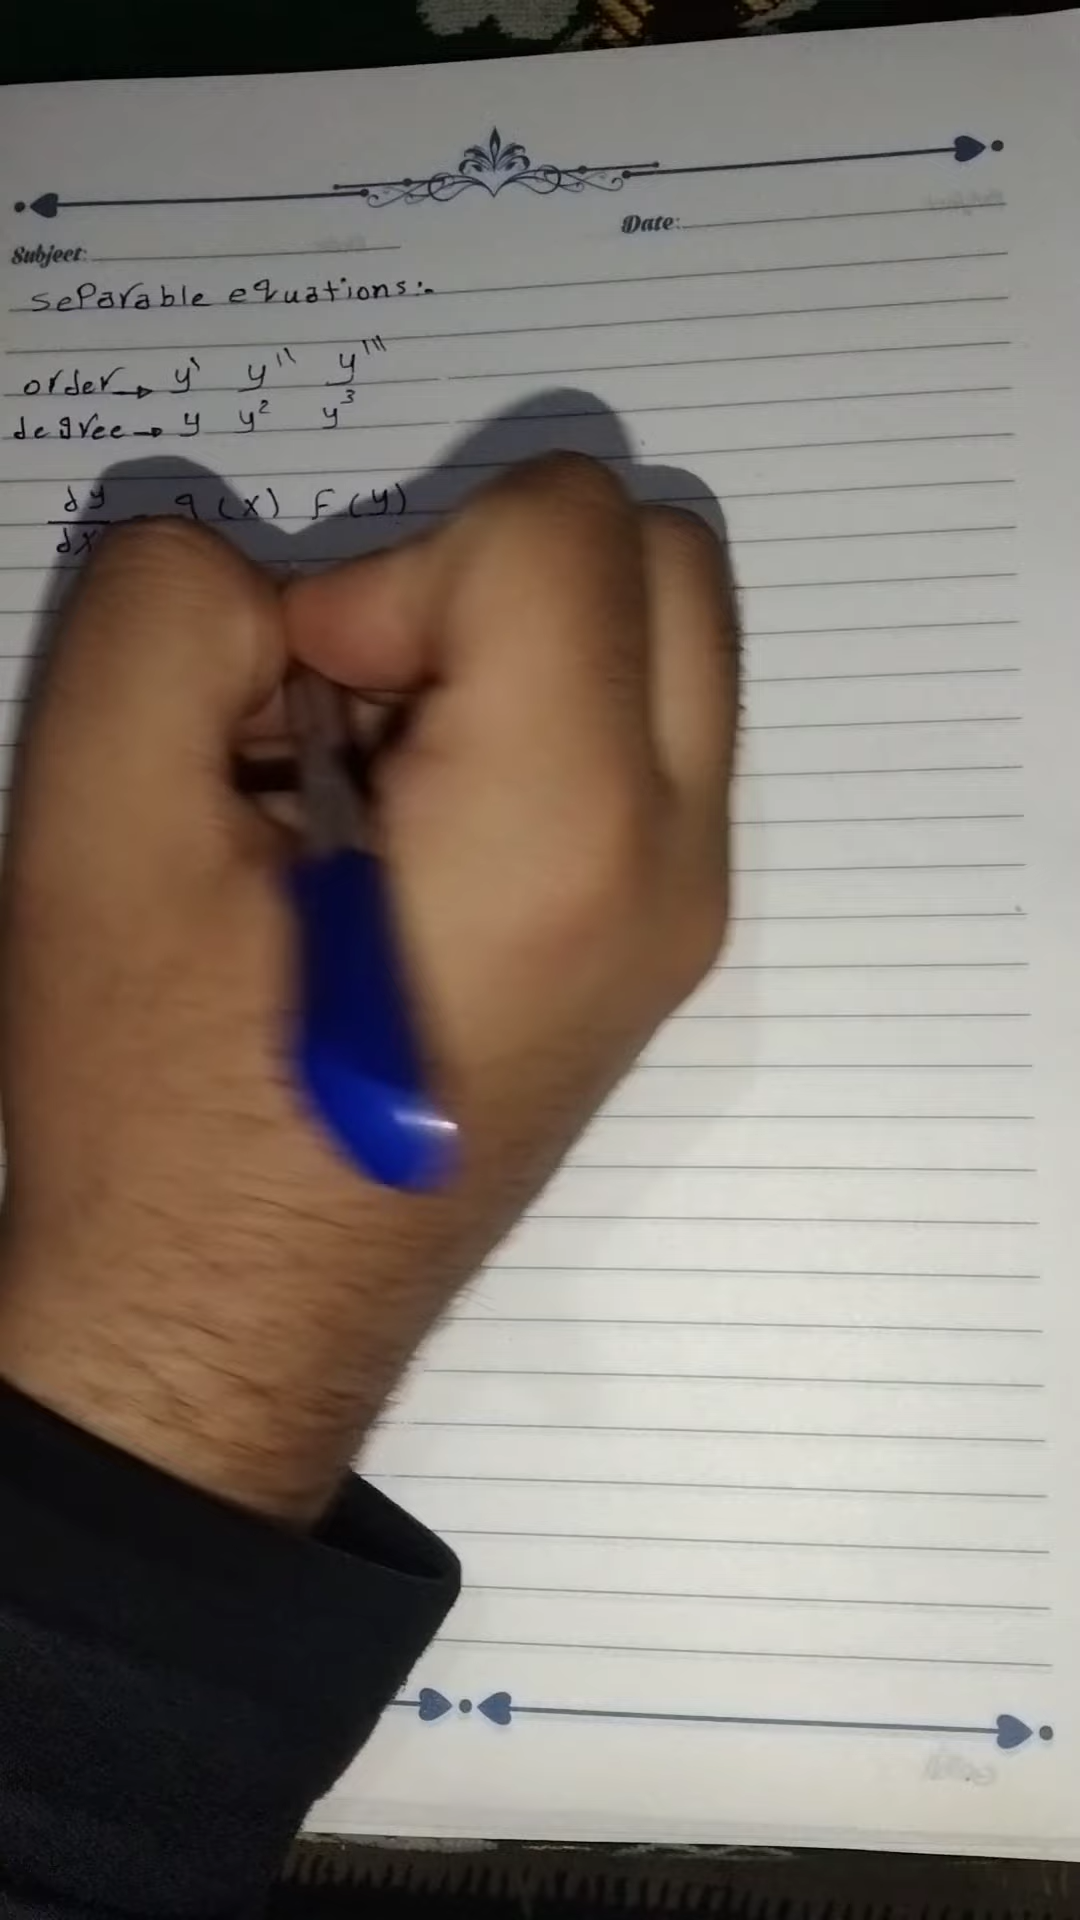 Date:
Subject:
sePArable equations:-
order → y' y'' y'''
degree → y y² y³
dy/dx = g(x) F(y)